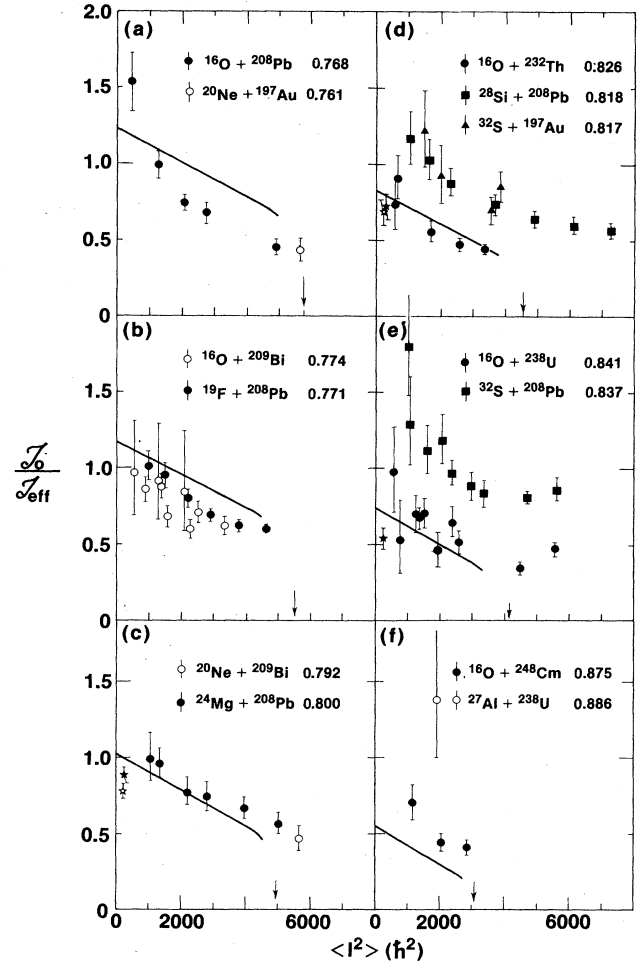 2.0
(a)
¹⁶O + ²⁰⁸Pb 0.768
²⁰Ne + ¹⁹⁷Au 0.761
1.5
1.0
0.5
0
(d)
¹⁶O + ²³²Th 0.826
²⁸Si + ²⁰⁸Pb 0.818
³²S + ¹⁹⁷Au 0.817
(b)
¹⁶O + ²⁰⁹Bi 0.774
¹⁹F + ²⁰⁸Pb 0.771
1.5
1.0
0.5
0
(e)
¹⁶O + ²³⁸U 0.841
³²S + ²⁰⁸Pb 0.837
𝒥₀
𝒥eff
(c)
²⁰Ne + ²⁰⁹Bi 0.792
²⁴Mg + ²⁰⁸Pb 0.800
1.5
1.0
0.5
0
(f)
¹⁶O + ²⁴⁸Cm 0.875
²⁷Al + ²³⁸U 0.886
0 2000 4000 6000 0 2000 4000 6000 8000
<I²> (ℏ²)